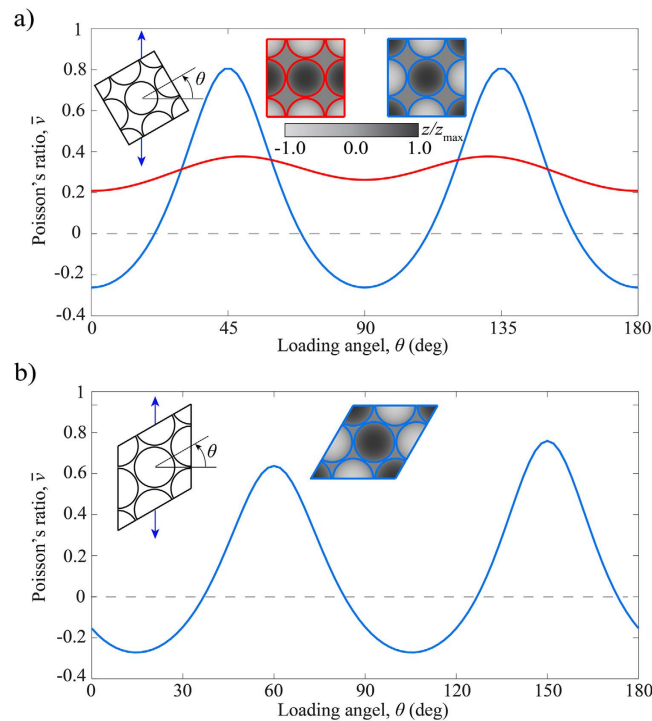 a)
1
0.8
0.6
0.4
0.2
0
-0.2
-0.4
Poisson's ratio, ν̄
θ
z/zmax
-1.0 0.0 1.0
0 45 90 135 180
Loading angel, θ (deg)
b)
1
0.8
0.6
0.4
0.2
0
-0.2
-0.4
Poisson's ratio, ν̄
θ
0 30 60 90 120 150 180
Loading angel, θ (deg)